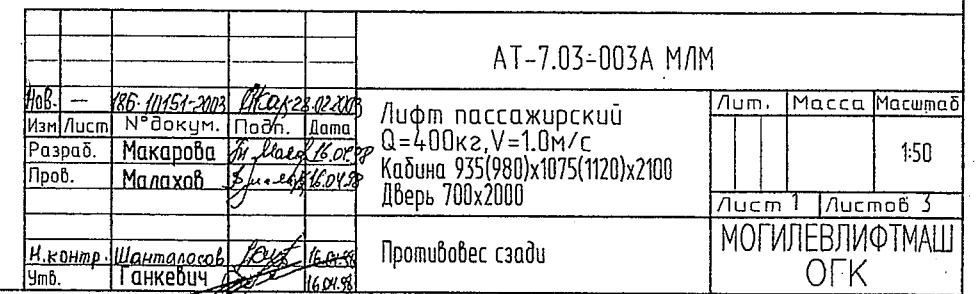 АТ-7.03-003А МЛМ
Нов. — 186-10151-2003 28.02.2003
Изм Лист N°докум. Подп. Дата
Разраб. Макарова 16.04.98
Пров. Малахов 16.04.98
Н.контр. Шанталосов 16.04.98
Утв. Танкевич 16.04.98
Лифт пассажирский
Q=400кг,V=1.0м/с
Кабина 935(980)х1075(1120)х2100
Дверь 700х2000
Противовес сзади
Лит. Масса Масштаб
1:50
Лист 1 Листов 3
МОГИЛЕВЛИФТМАШ
ОГК